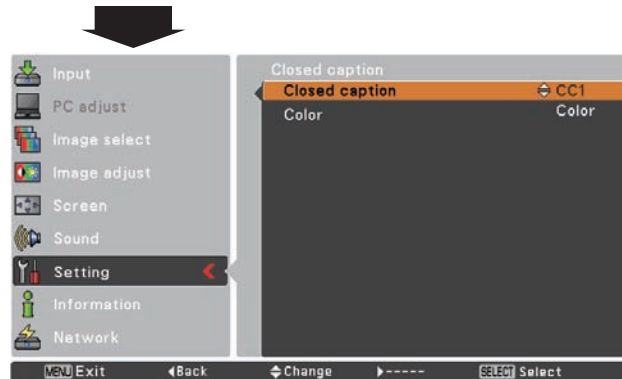 Input
PC adjust
Image select
Image adjust
Screen
Sound
Setting
Information
Network
Closed caption
Closed caption CC1
Color Color
MENU Exit Back Change ----- SELECT Select